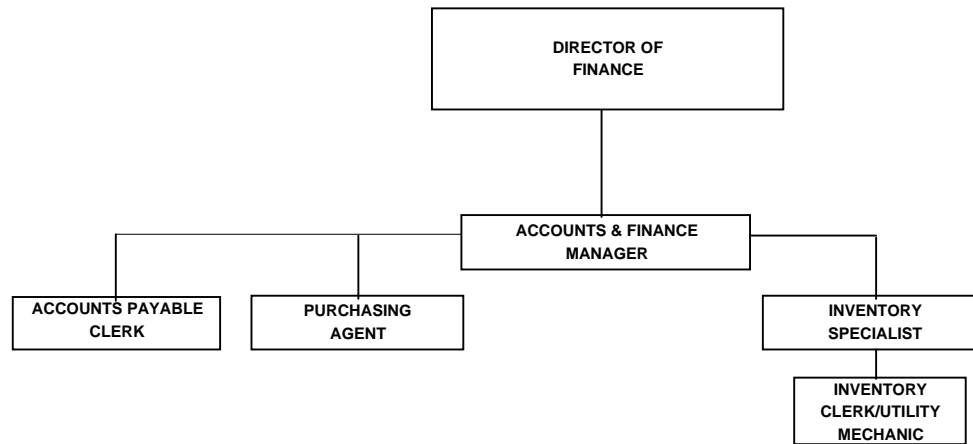 DIRECTOR OF
FINANCE
ACCOUNTS & FINANCE
MANAGER
ACCOUNTS PAYABLE
CLERK
PURCHASING
AGENT
INVENTORY
SPECIALIST
INVENTORY
CLERK/UTILITY
MECHANIC